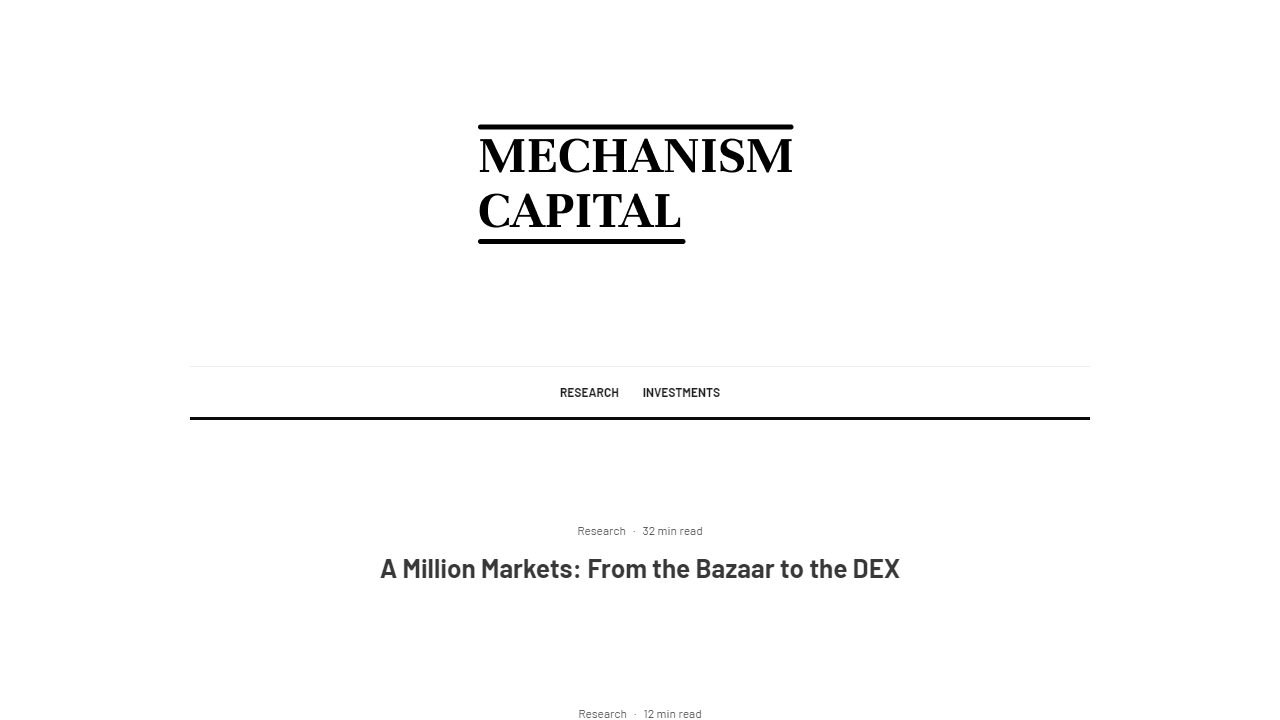 MECHANISM
CAPITAL
RESEARCH INVESTMENTS
Research · 32 min read
A Million Markets: From the Bazaar to the DEX
Research · 12 min read